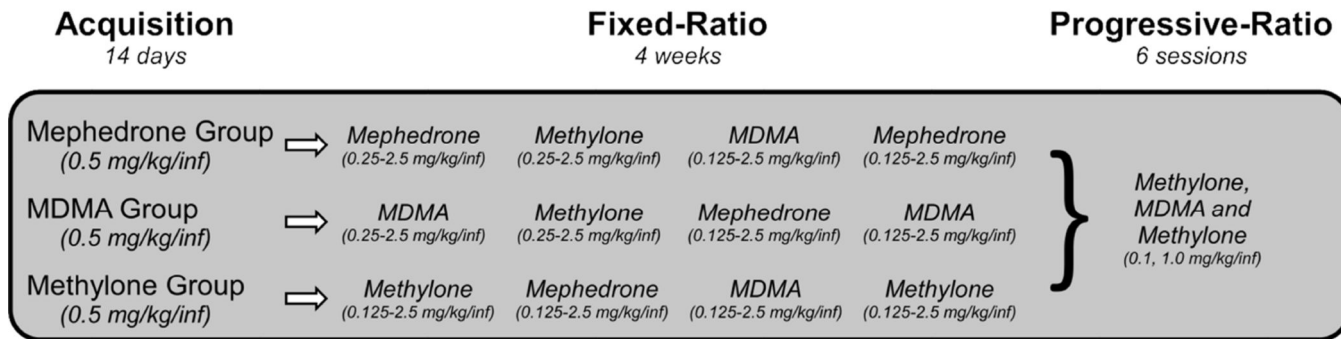 Acquisition Fixed-Ratio Progressive-Ratio
14 days 4 weeks 6 sessions
Mephedrone Group
(0.5 mg/kg/inf)
Mephedrone Methylone MDMA Mephedrone
(0.25-2.5 mg/kg/inf) (0.25-2.5 mg/kg/inf) (0.125-2.5 mg/kg/inf) (0.125-2.5 mg/kg/inf)
MDMA Group
(0.5 mg/kg/inf)
MDMA Methylone Mephedrone MDMA
(0.25-2.5 mg/kg/inf) (0.25-2.5 mg/kg/inf) (0.125-2.5 mg/kg/inf) (0.125-2.5 mg/kg/inf)
Methylone Group
(0.5 mg/kg/inf)
Methylone Mephedrone MDMA Methylone
(0.125-2.5 mg/kg/inf) (0.125-2.5 mg/kg/inf) (0.125-2.5 mg/kg/inf) (0.125-2.5 mg/kg/inf)
Methylone,
MDMA and
Methylone
(0.1, 1.0 mg/kg/inf)